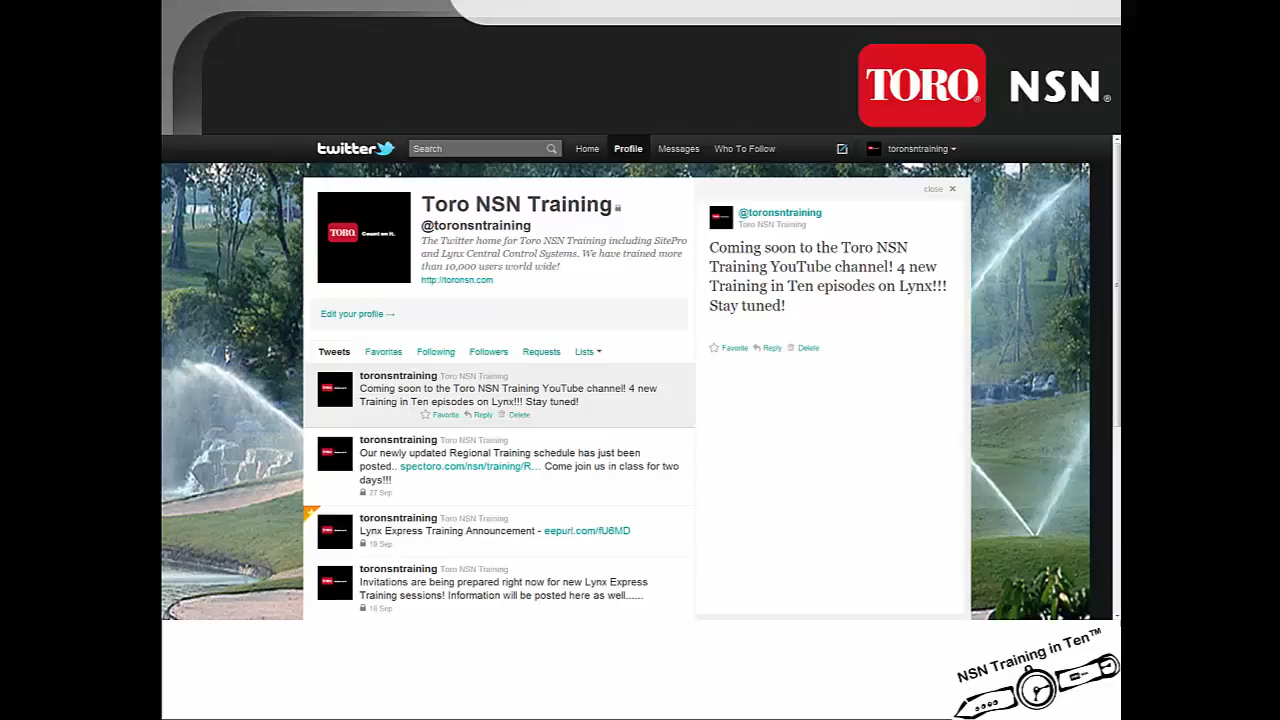 TORO® NSN®
twitter Search Home Profile Messages Who To Follow toronsntraining
close ×
Toro NSN Training
@toronsntraining
The Twitter home for Toro NSN Training including SitePro
and Lynx Central Control Systems. We have trained more
than 10,000 users world wide!
http://toronsn.com
TORO. Count on it.
Edit your profile →
Tweets Favorites Following Followers Requests Lists
toronsntraining Toro NSN Training
Coming soon to the Toro NSN Training YouTube channel! 4 new
Training in Ten episodes on Lynx!!! Stay tuned!
Favorite Reply Delete
toronsntraining Toro NSN Training
Our newly updated Regional Training schedule has just been
posted.. spectoro.com/nsn/training/R... Come join us in class for two
days!!!
27 Sep
toronsntraining Toro NSN Training
Lynx Express Training Announcement - eepurl.com/fU6MD
19 Sep
toronsntraining Toro NSN Training
Invitations are being prepared right now for new Lynx Express
Training sessions! Information will be posted here as well......
16 Sep
@toronsntraining
Toro NSN Training
Coming soon to the Toro NSN
Training YouTube channel! 4 new
Training in Ten episodes on Lynx!!!
Stay tuned!
Favorite Reply Delete
NSN Training in Ten™